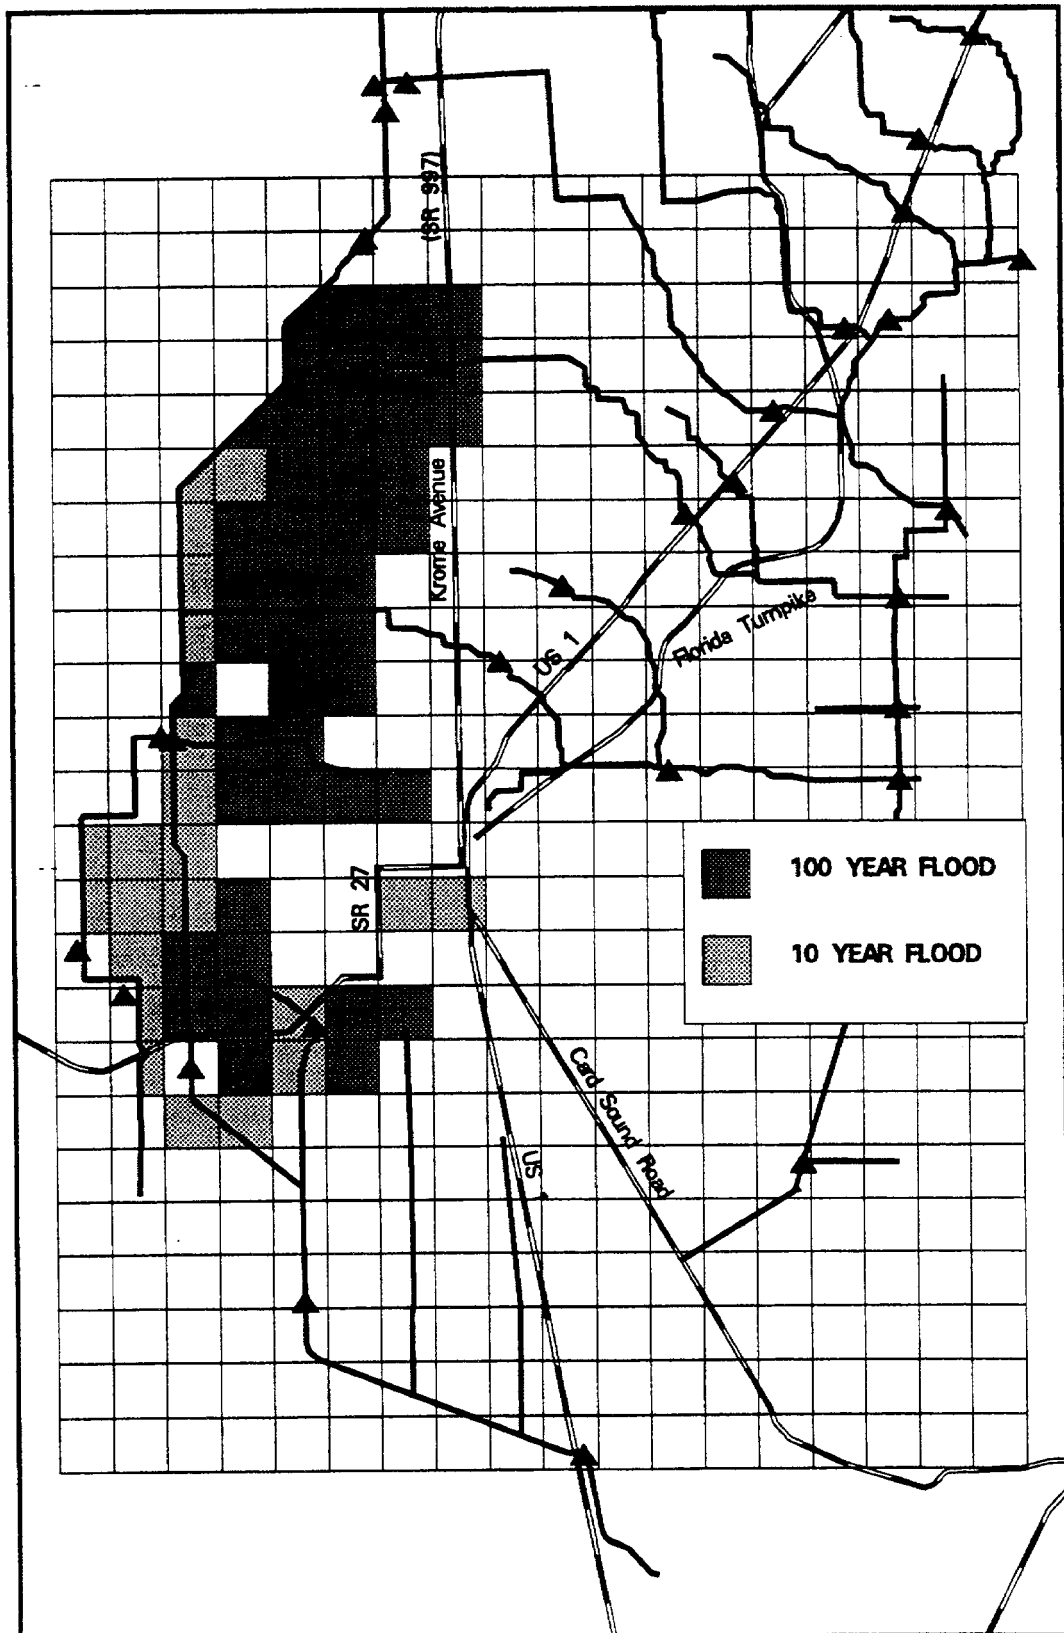 (SR 997)
Krome Avenue
US 1
Florida Turnpike
100 YEAR FLOOD
SR 27
10 YEAR FLOOD
Card Sound Road
US